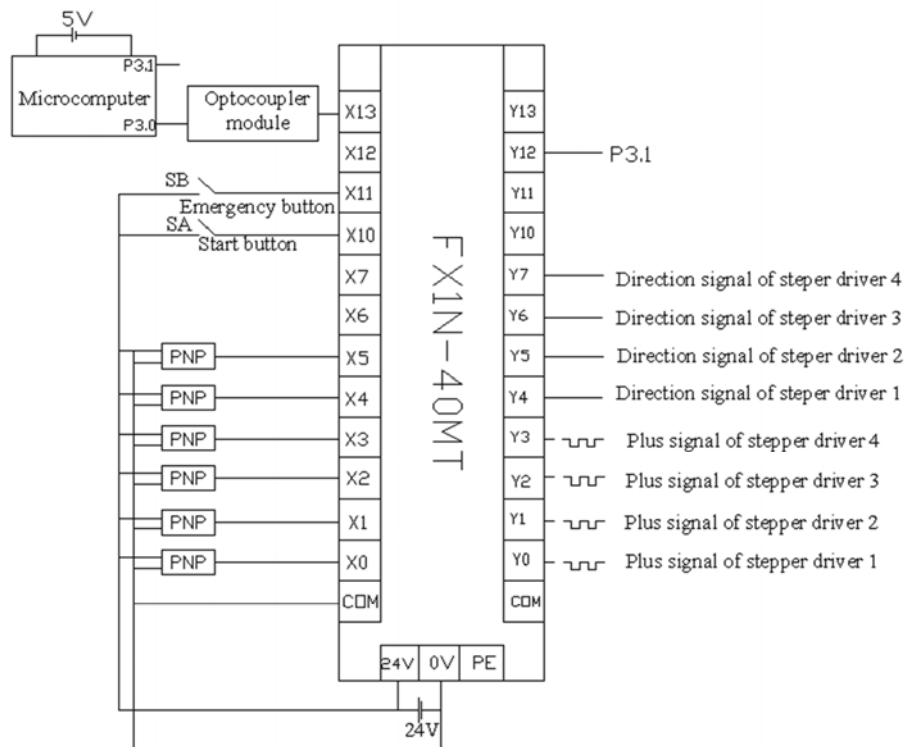 5V
P3.1
Microcomputer
P3.0
Optocoupler
module
X13
X12
SB
X11
Emergency button
SA
X10
Start button
X7
X6
PNP
X5
PNP
X4
PNP
X3
PNP
X2
PNP
X1
PNP
X0
COM
FX1N-40MT
Y13
Y12
P3.1
Y11
Y10
Y7
Direction signal of steper driver 4
Y6
Direction signal of steper driver 3
Y5
Direction signal of steper driver 2
Y4
Direction signal of steper driver 1
Y3
Plus signal of stepper driver 4
Y2
Plus signal of stepper driver 3
Y1
Plus signal of stepper driver 2
Y0
Plus signal of stepper driver 1
COM
24V
0V
PE
24V